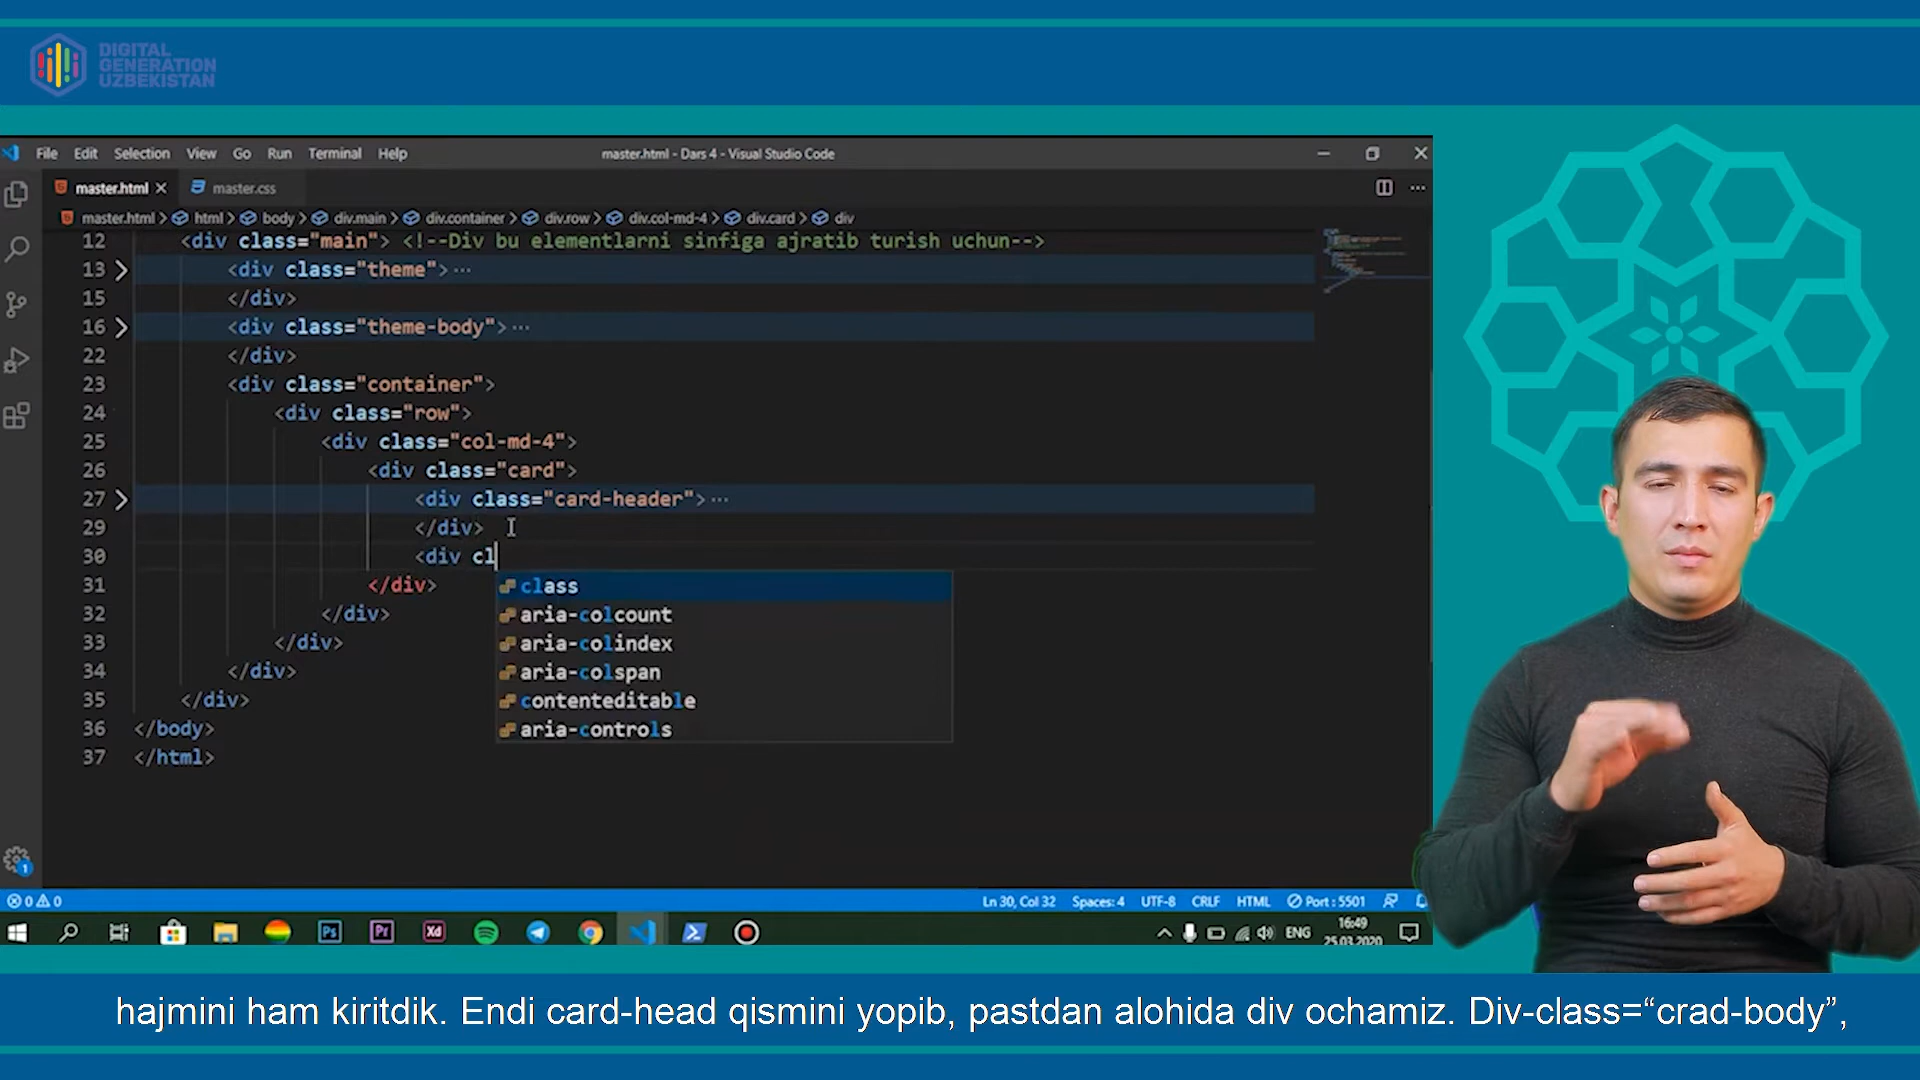 DIGITAL
GENERATION
UZBEKISTAN
File Edit Selection View Go Run Terminal Help
master.html - Dars 4 - Visual Studio Code
master.html master.css
master.html > html > body > div.main > div.container > div.row > div.col-md-4 > div.card > div
12 <div class="main"> <!--Div bu elementlarni sinfiga ajratib turish uchun-->
13 <div class="theme">...
15 </div>
16 <div class="theme-body">...
22 </div>
23 <div class="container">
24 <div class="row">
25 <div class="col-md-4">
26 <div class="card">
27 <div class="card-header">...
29 </div>
30 <div cl
31 </div>
32 </div>
33 </div>
34 </div>
35 </div>
36 </body>
37 </html>
class
aria-colcount
aria-colindex
aria-colspan
contenteditable
aria-controls
1
0 0
Ln 30, Col 32 Spaces: 4 UTF-8 CRLF HTML Port : 5501
Ps Pr Xd
ENG
16:49
25.03.2020
hajmini ham kiritdik. Endi card-head qismini yopib, pastdan alohida div ochamiz. Div-class=“crad-body”,